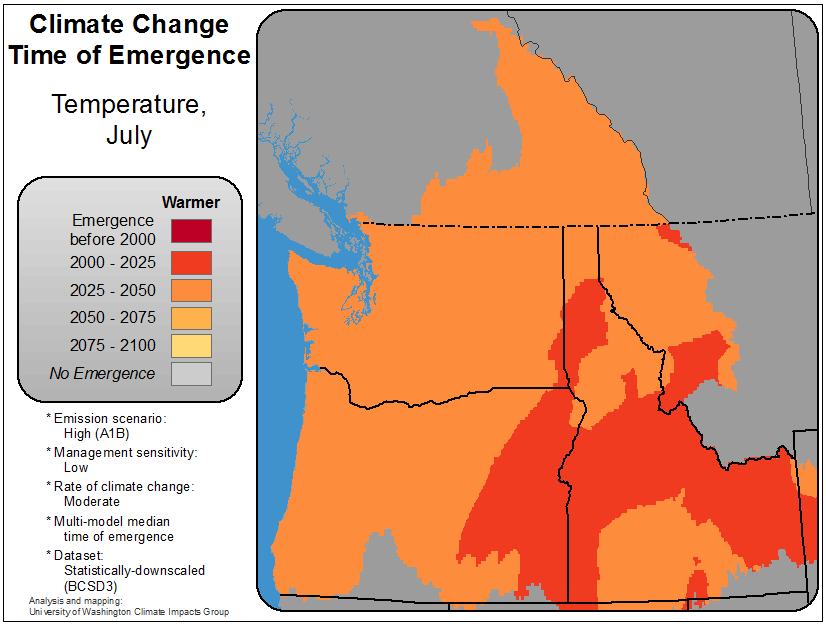 Climate Change
Time of Emergence
Temperature,
July
Warmer
Emergence
before 2000
2000 - 2025
2025 - 2050
2050 - 2075
2075 - 2100
No Emergence
* Emission scenario:
High (A1B)
* Management sensitivity:
Low
* Rate of climate change:
Moderate
* Multi-model median
time of emergence
* Dataset:
Statistically-downscaled
(BCSD3)
Analysis and mapping:
University of Washington Climate Impacts Group